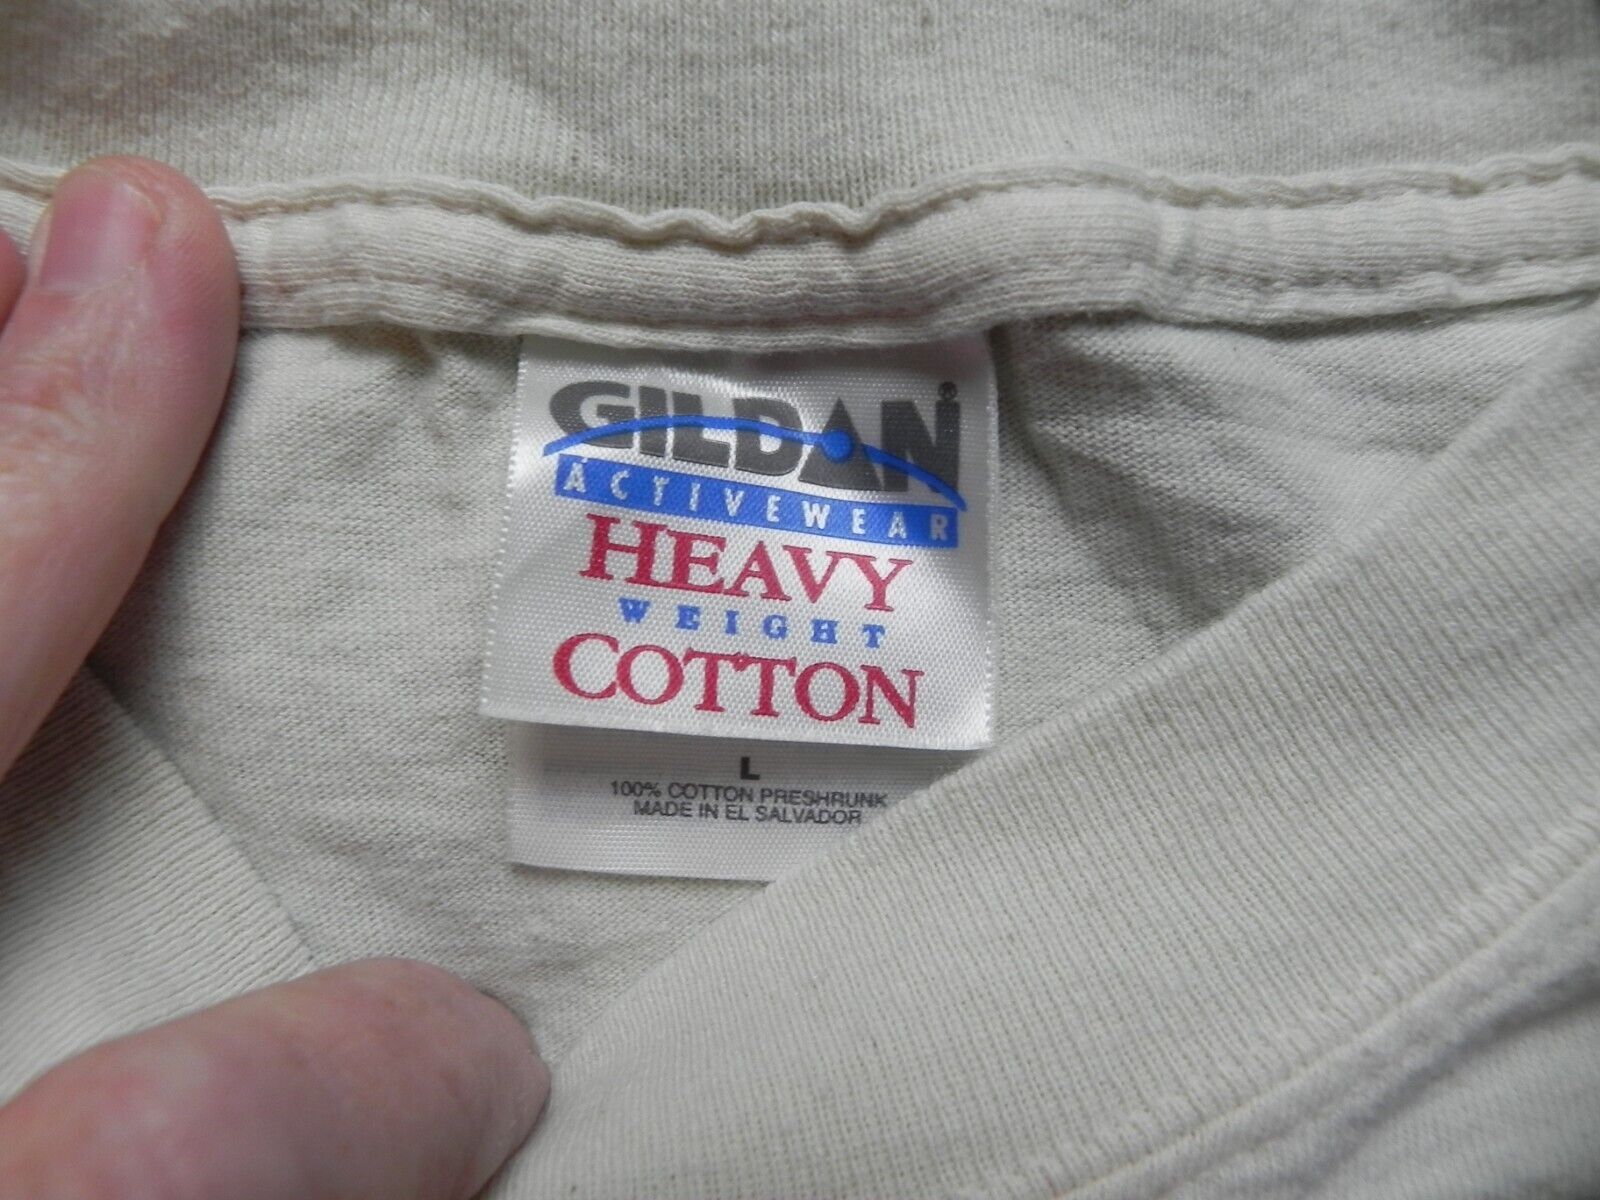 GILDAN®
ACTIVEWEAR
HEAVY
WEIGHT
COTTON
L
100% COTTON PRESHRUNK
MADE IN EL SALVADOR